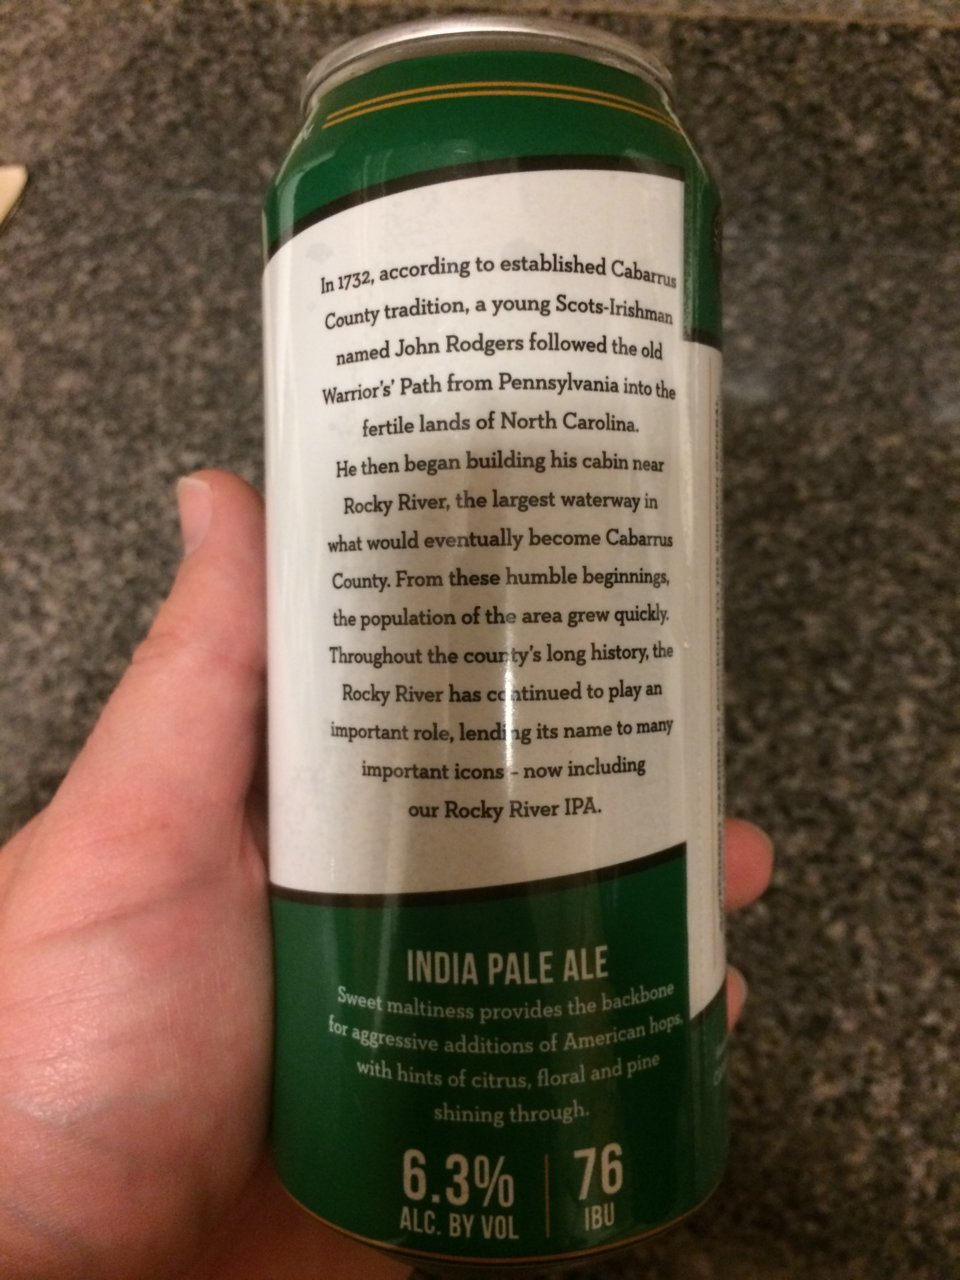 In 1732, according to established Cabarrus
County tradition, a young Scots-Irishman
named John Rodgers followed the old
Warrior's' Path from Pennsylvania into the
fertile lands of North Carolina.
He then began building his cabin near
Rocky River, the largest waterway in
what would eventually become Cabarrus
County. From these humble beginnings,
the population of the area grew quickly.
Throughout the county's long history, the
Rocky River has continued to play an
important role, lending its name to many
important icons - now including
our Rocky River IPA.
INDIA PALE ALE
Sweet maltiness provides the backbone
for aggressive additions of American hops,
with hints of citrus, floral and pine
shining through.
6.3% 76
ALC. BY VOL IBU